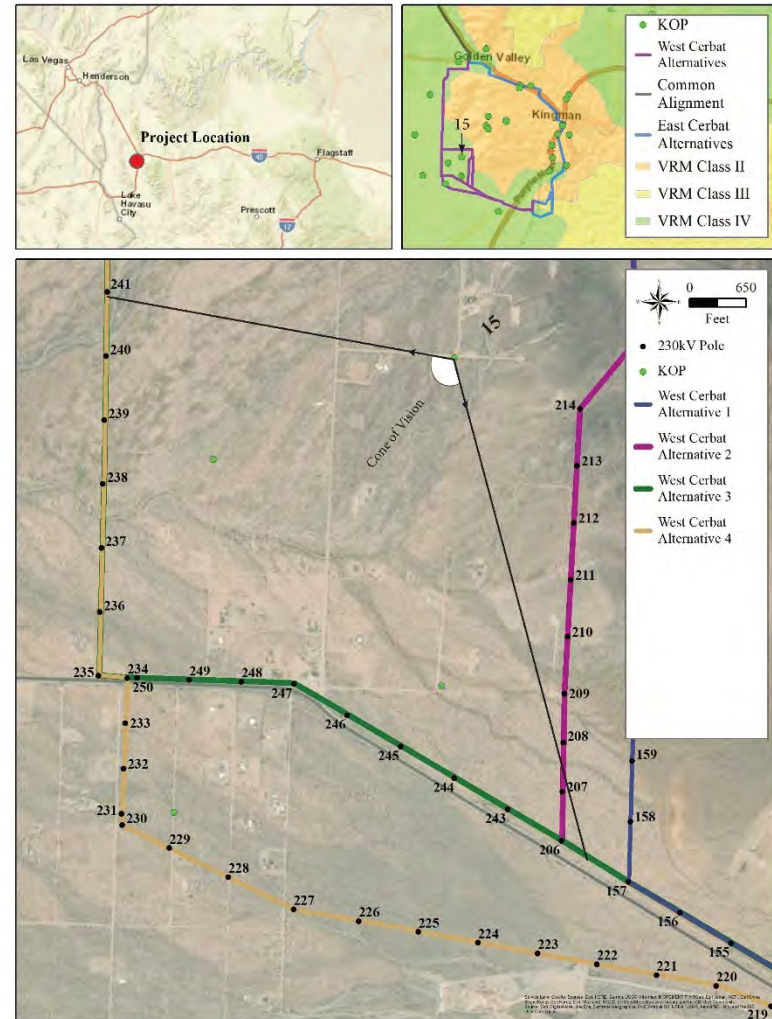 Las Vegas
Henderson
Project Location
40
Flagstaff
Lake
Havasu
City
Prescott
17
Golden Valley
Kingman
15
KOP
West Cerbat
Alternatives
Common
Alignment
East Cerbat
Alternatives
VRM Class II
VRM Class III
VRM Class IV
241
240
239
238
237
236
235
234
250
249
248
247
246
245
244
243
233
232
231
230
229
228
227
226
225
224
223
222
221
220
219
15
Cone of Vision
214
213
212
211
210
209
208
207
206
159
158
157
156
155
0 650
Feet
230kV Pole
KOP
West Cerbat
Alternative 1
West Cerbat
Alternative 2
West Cerbat
Alternative 3
West Cerbat
Alternative 4